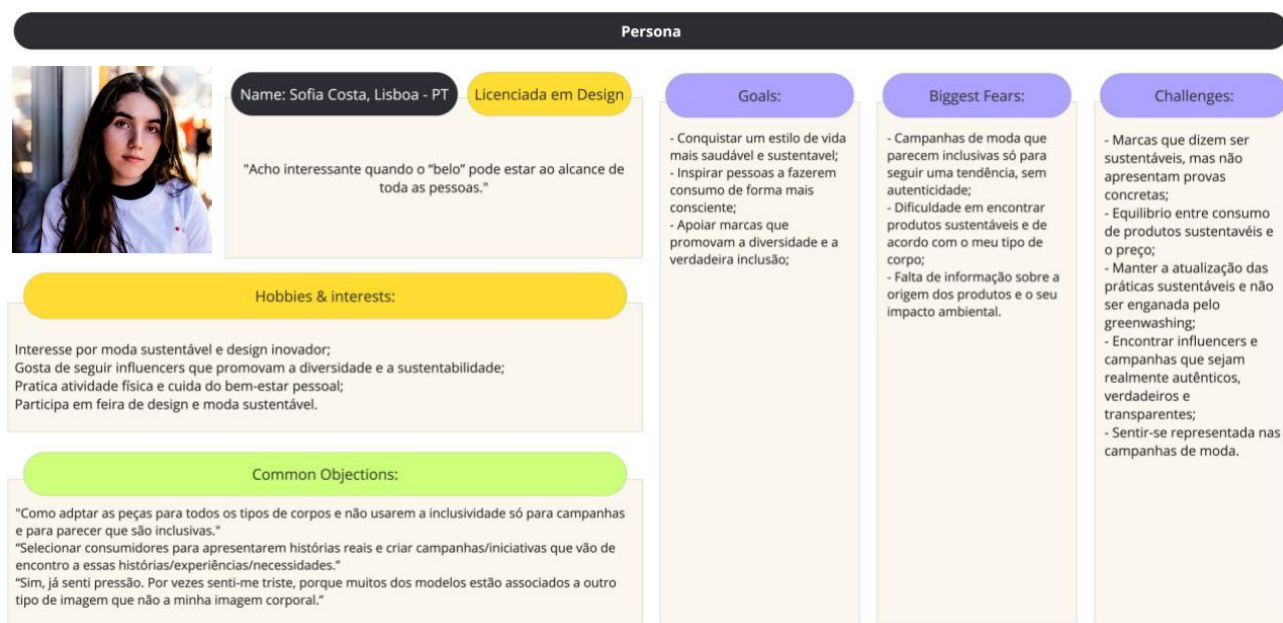 Persona
Name: Sofia Costa, Lisboa - PT
Licenciada em Design
"Acho interessante quando o “belo” pode estar ao alcance de
toda as pessoas."
Hobbies & interests:
Interesse por moda sustentável e design inovador;
Gosta de seguir influencers que promovam a diversidade e a sustentabilidade;
Pratica atividade física e cuida do bem-estar pessoal;
Participa em feira de design e moda sustentável.
Common Objections:
"Como adptar as peças para todos os tipos de corpos e não usarem a inclusividade só para campanhas
e para parecer que são inclusivas."
“Selecionar consumidores para apresentarem histórias reais e criar campanhas/iniciativas que vão de
encontro a essas histórias/experiências/necessidades.”
“Sim, já senti pressão. Por vezes senti-me triste, porque muitos dos modelos estão associados a outro
tipo de imagem que não a minha imagem corporal.”
Goals:
- Conquistar um estilo de vida
mais saudável e sustentavel;
- Inspirar pessoas a fazerem
consumo de forma mais
consciente;
- Apoiar marcas que
promovam a diversidade e a
verdadeira inclusão;
Biggest Fears:
- Campanhas de moda que
parecem inclusivas só para
seguir uma tendência, sem
autenticidade;
- Dificuldade em encontrar
produtos sustentáveis e de
acordo com o meu tipo de
corpo;
- Falta de informação sobre a
origem dos produtos e o seu
impacto ambiental.
Challenges:
- Marcas que dizem ser
sustentáveis, mas não
apresentam provas
concretas;
- Equilibrio entre consumo
de produtos sustentavéis e
o preço;
- Manter a atualização das
práticas sustentáveis e não
ser enganada pelo
greenwashing;
- Encontrar influencers e
campanhas que sejam
realmente autênticos,
verdadeiros e
transparentes;
- Sentir-se representada nas
campanhas de moda.